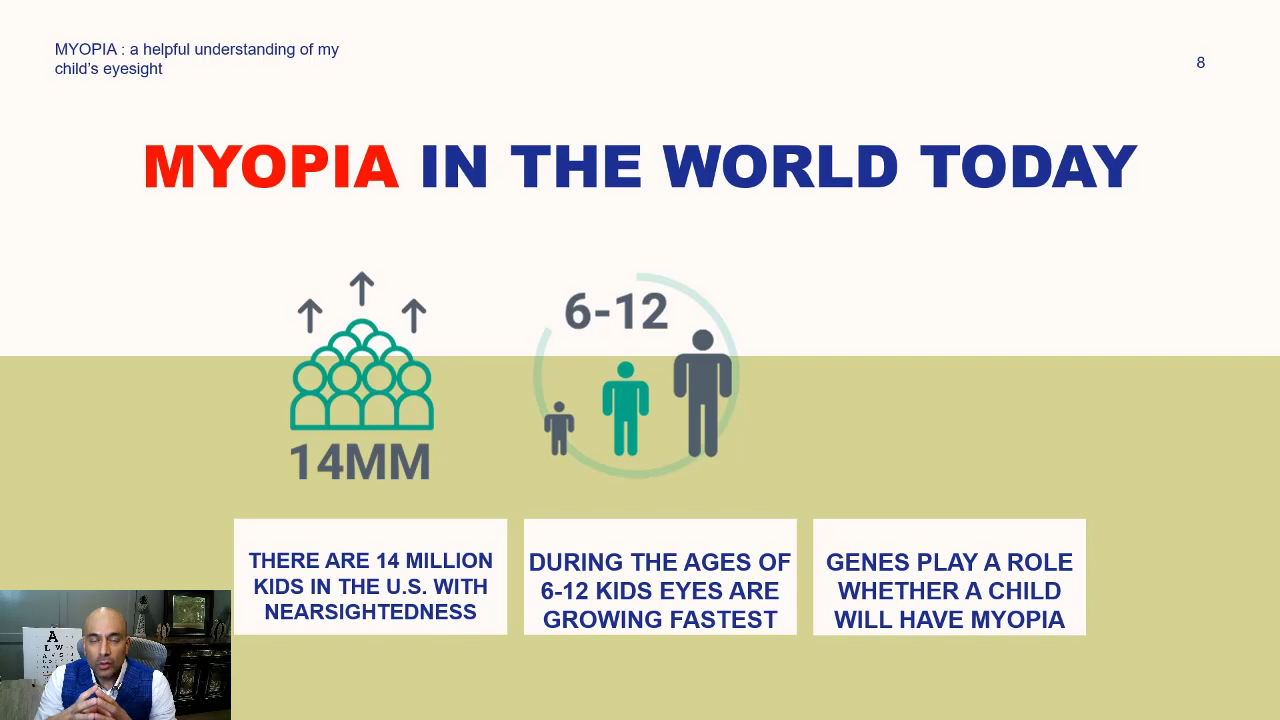 MYOPIA : a helpful understanding of my
child's eyesight
8
MYOPIA IN THE WORLD TODAY
6-12
14MM
THERE ARE 14 MILLION
KIDS IN THE U.S. WITH
NEARSIGHTEDNESS
DURING THE AGES OF
6-12 KIDS EYES ARE
GROWING FASTEST
GENES PLAY A ROLE
WHETHER A CHILD
WILL HAVE MYOPIA
A